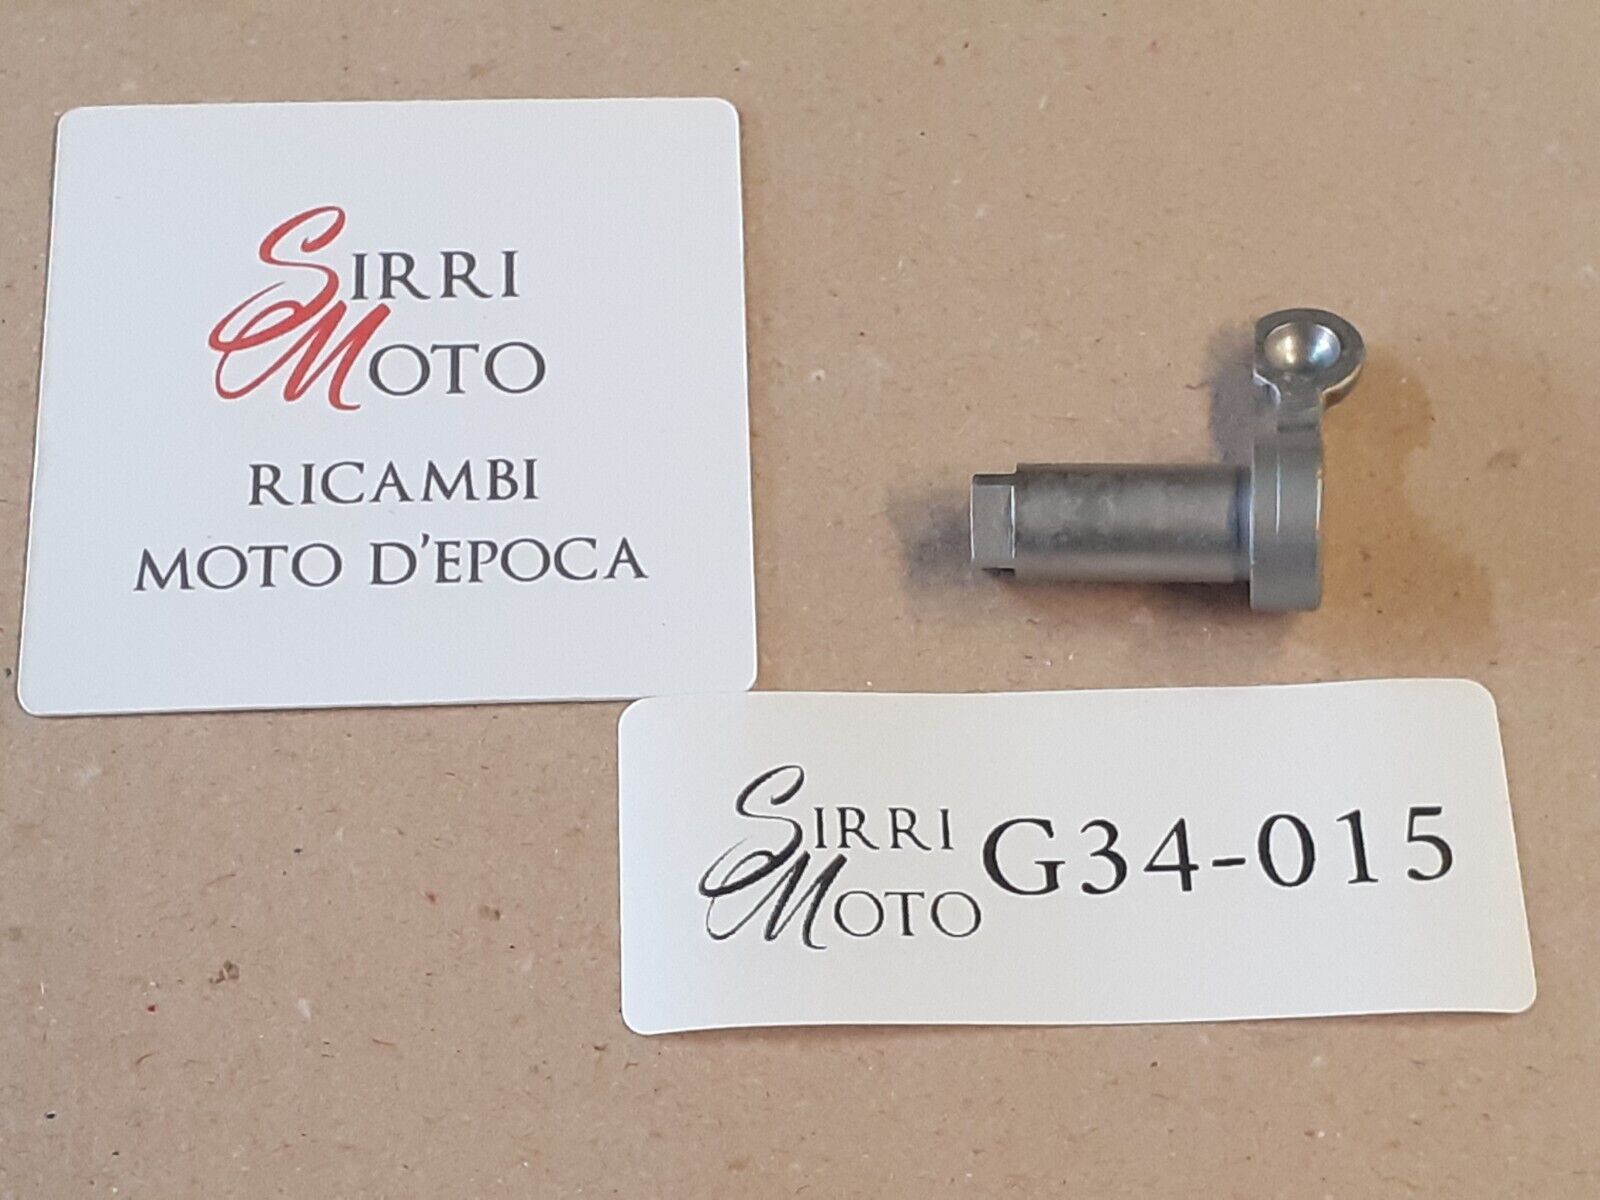 SIRRI
MOTO
RICAMBI
MOTO D'EPOCA
SIRRI
MOTO
G34-015